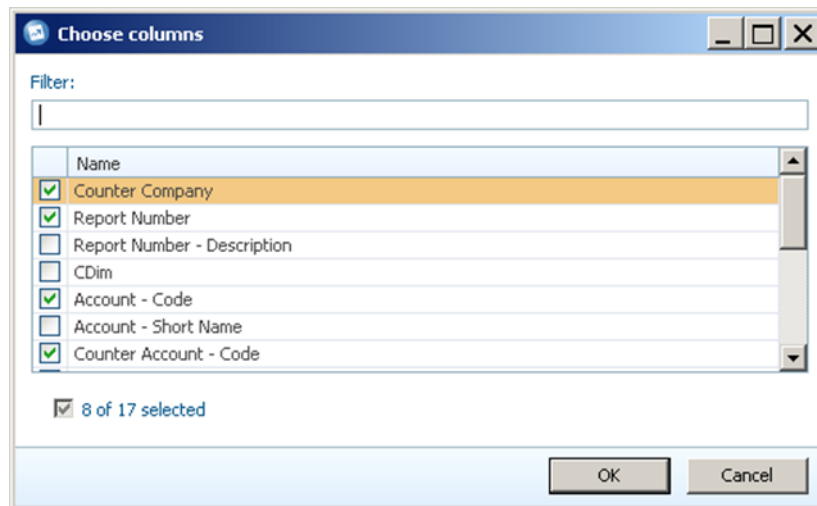 Choose columns
Filter:
Name
Counter Company
Report Number
Report Number - Description
CDim
Account - Code
Account - Short Name
Counter Account - Code
8 of 17 selected
OK Cancel